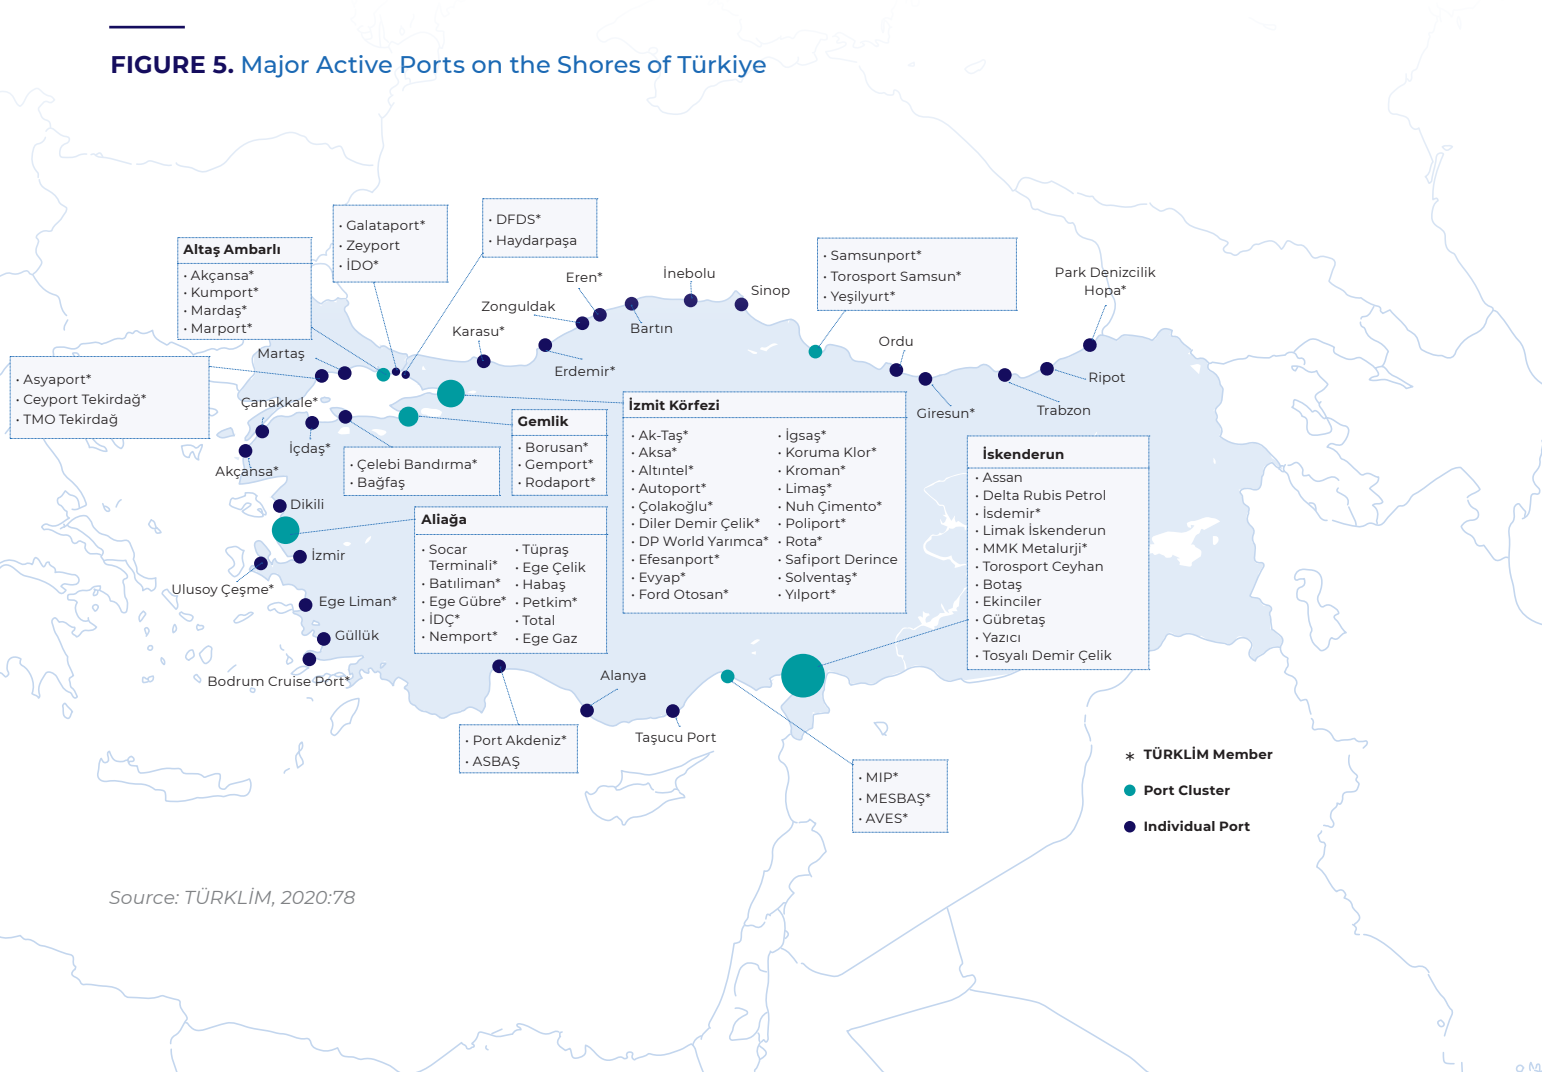 FIGURE 5. Major Active Ports on the Shores of Türkiye
· Galataport*
· Zeyport
· İDO*
· DFDS*
· Haydarpaşa
Altaş Ambarlı
· Akçansa*
· Kumport*
· Mardaş*
· Marport*
· Samsunport*
· Torosport Samsun*
· Yeşilyurt*
Eren*
İnebolu
Sinop
Zonguldak
Bartın
Karasu*
Erdemir*
Park Denizcilik
Hopa*
Ordu
Giresun*
Trabzon
Ripot
Martaş
· Asyaport*
· Ceyport Tekirdağ*
· TMO Tekirdağ
Çanakkale*
İçdaş*
Akçansa*
· Çelebi Bandırma*
· Bağfaş
Gemlik
· Borusan*
· Gemport*
· Rodaport*
İzmit Körfezi
· Ak-Taş*
· Aksa*
· Altıntel*
· Autoport*
· Çolakoğlu*
· Diler Demir Çelik*
· DP World Yarımca*
· Efesanport*
· Evyap*
· Ford Otosan*
· İgsaş*
· Koruma Klor*
· Kroman*
· Limaş*
· Nuh Çimento*
· Poliport*
· Rota*
· Safiport Derince
· Solventaş*
· Yılport*
İskenderun
· Assan
· Delta Rubis Petrol
· İsdemir*
· Limak İskenderun
· MMK Metalurji*
· Torosport Ceyhan
· Botaş
· Ekinciler
· Gübretaş
· Yazıcı
· Tosyalı Demir Çelik
Dikili
Aliağa
· Socar
Terminali*
· Batıliman*
· Ege Gübre*
· İDÇ*
· Nemport*
· Tüpraş
· Ege Çelik
· Habaş
· Petkim*
· Total
· Ege Gaz
İzmir
Ulusoy Çeşme*
Ege Liman*
Güllük
Bodrum Cruise Port*
· Port Akdeniz*
· ASBAŞ
Alanya
Taşucu Port
· MIP*
· MESBAŞ*
· AVES*
* TÜRKLİM Member
Port Cluster
Individual Port
Source: TÜRKLİM, 2020:78